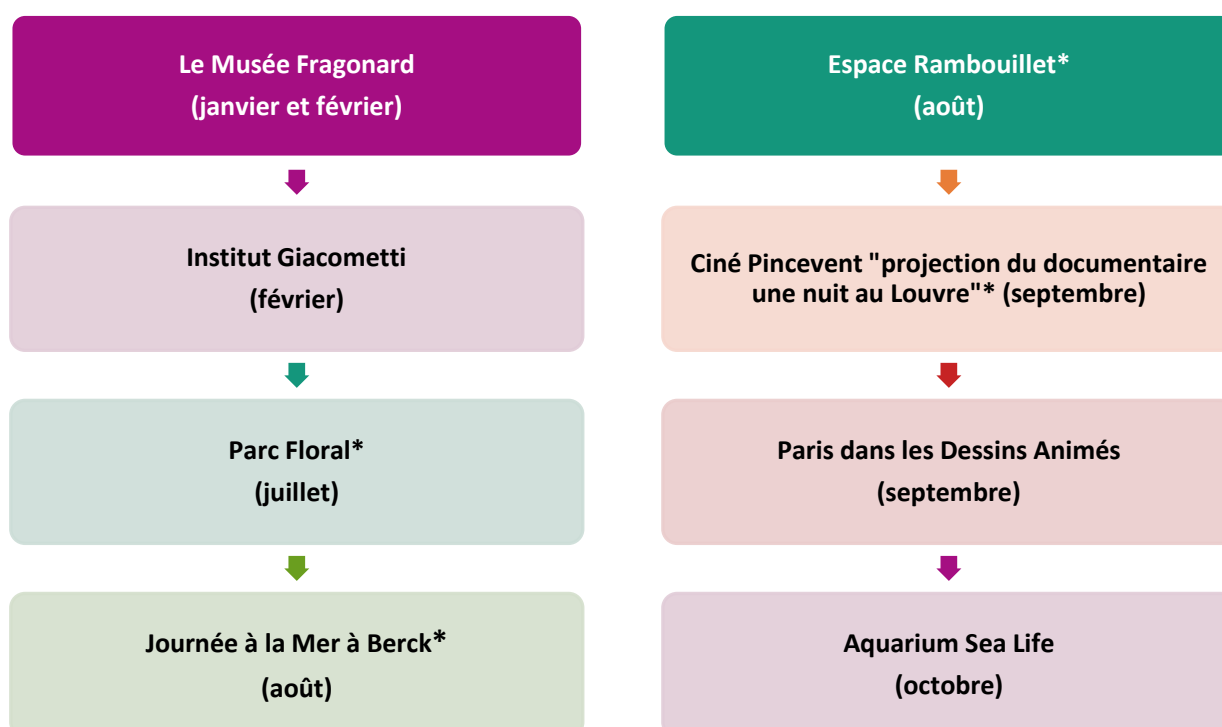 Le Musée Fragonard
(janvier et février)
Institut Giacometti
(février)
Parc Floral*
(juillet)
Journée à la Mer à Berck*
(août)
Espace Rambouillet*
(août)
Ciné Pincevent "projection du documentaire
une nuit au Louvre"* (septembre)
Paris dans les Dessins Animés
(septembre)
Aquarium Sea Life
(octobre)